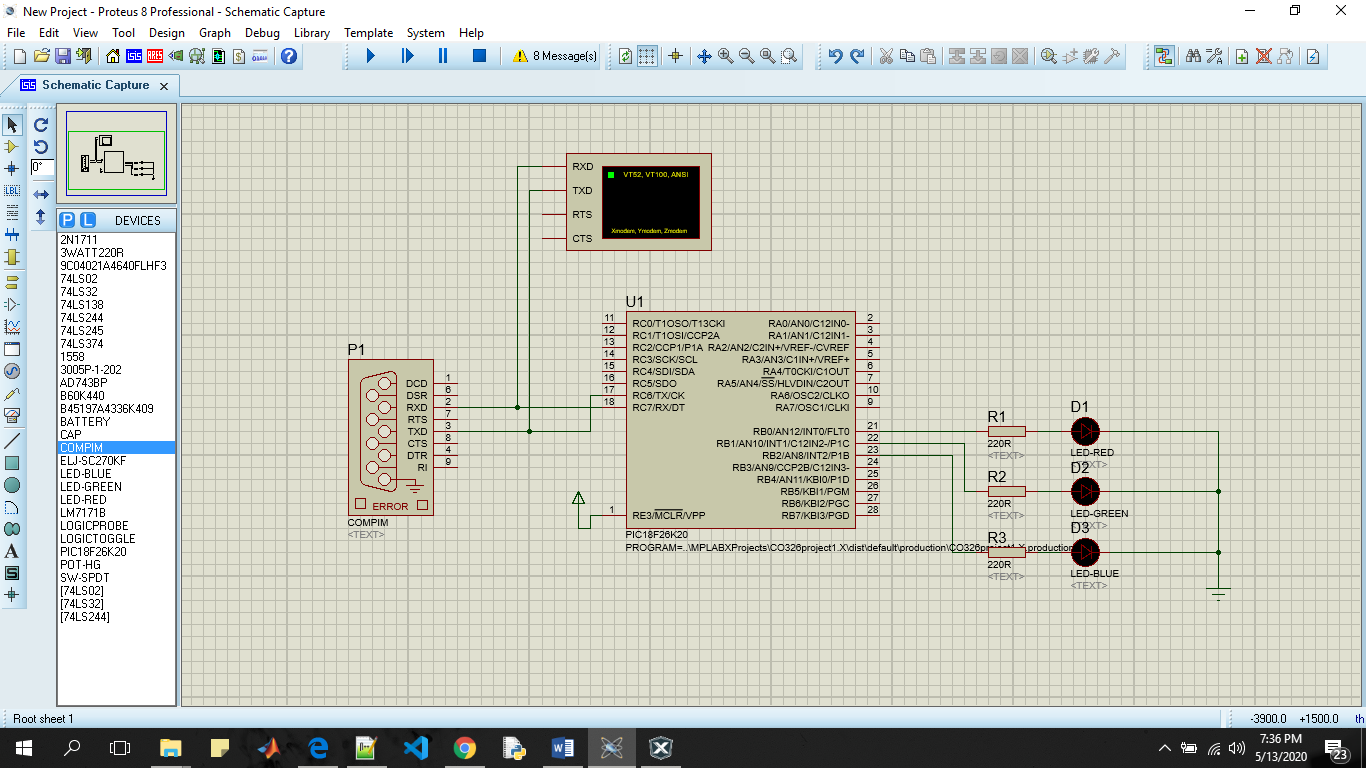 New Project - Proteus 8 Professional - Schematic Capture
File Edit View Tool Design Graph Debug Library Template System Help
8 Message(s)
Schematic Capture
0°
LBL
P L DEVICES
2N1711
3WATT220R
9C04021A4640FLHF3
74LS02
74LS32
74LS138
74LS244
74LS245
74LS374
1558
3005P-1-202
AD743BP
B60K440
B45197A4336K409
BATTERY
CAP
COMPIM
ELJ-SC270KF
LED-BLUE
LED-GREEN
LED-RED
LM7171B
LOGICPROBE
LOGICTOGGLE
PIC18F26K20
POT-HG
SW-SPDT
[74LS02]
[74LS32]
[74LS244]
RXD
TXD
RTS
CTS
VT52, VT100, ANSI
Xmodem, Ymodem, Zmodem
P1
DCD 1
DSR 6
RXD 2
RTS 7
TXD 3
CTS 8
DTR 4
RI 9
ERROR
COMPIM
<TEXT>
U1
11 RC0/T1OSO/T13CKI RA0/AN0/C12IN0- 2
12 RC1/T1OSI/CCP2A RA1/AN1/C12IN1- 3
13 RC2/CCP1/P1A RA2/AN2/C2IN+/VREF-/CVREF 4
14 RC3/SCK/SCL RA3/AN3/C1IN+/VREF+ 5
15 RC4/SDI/SDA RA4/T0CKI/C1OUT 6
16 RC5/SDO RA5/AN4/SS/HLVDIN/C2OUT 7
17 RC6/TX/CK RA6/OSC2/CLKO 10
18 RC7/RX/DT RA7/OSC1/CLKI 9
RB0/AN12/INT0/FLT0 21
RB1/AN10/INT1/C12IN2-/P1C 22
RB2/AN8/INT2/P1B 23
RB3/AN9/CCP2B/C12IN3- 24
RB4/AN11/KBI0/P1D 25
RB5/KBI1/PGM 26
RB6/KBI2/PGC 27
1 RE3/MCLR/VPP RB7/KBI3/PGD 28
PIC18F26K20
PROGRAM=..\MPLABXProjects\CO326project1.X\dist\default\production\CO326project1.X.production
R1
220R
<TEXT>
D1
LED-RED
<TEXT>
R2
220R
<TEXT>
D2
LED-GREEN
<TEXT>
R3
220R
<TEXT>
D3
LED-BLUE
<TEXT>
Root sheet 1 -3900.0 +1500.0 th
7:36 PM
5/13/2020
23